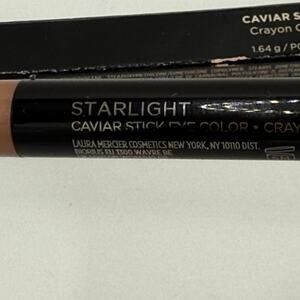 CAVIAR S
Crayon C
1.64 g / PO
STARLIGHT
CAVIAR STICK EYE COLOR • CRAY
LAURA MERCIER COSMETICS NEW YORK, NY 10110 DIST.
BIORIUS EU 1300 WAVRE BE